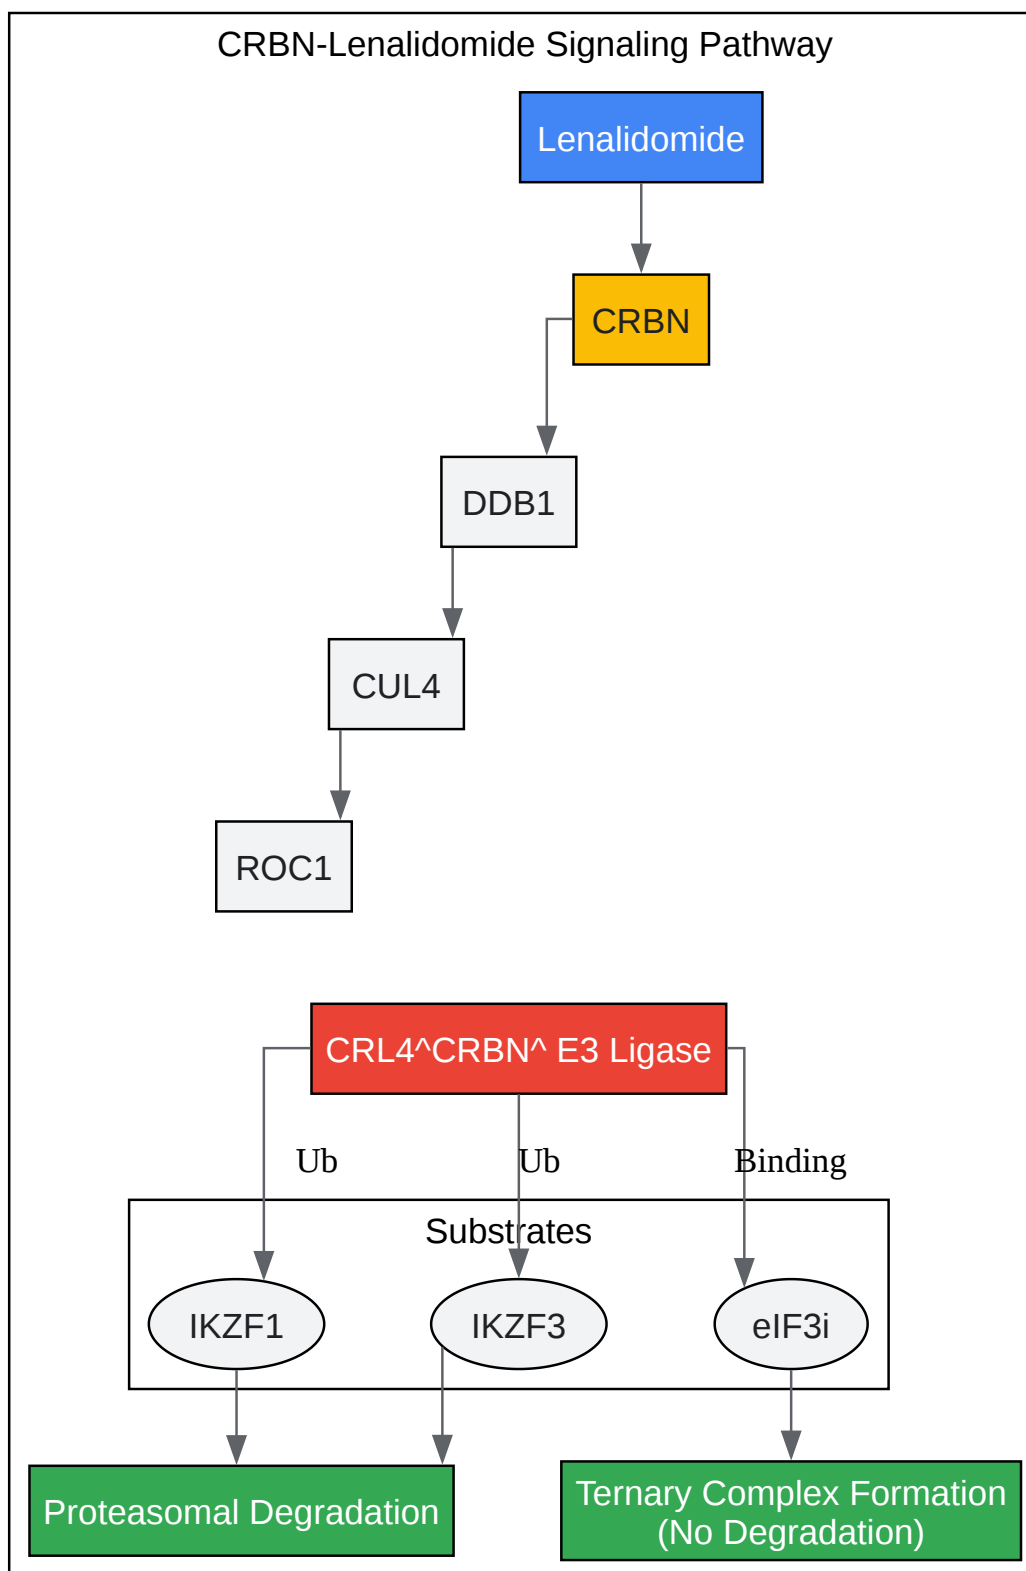 CRBN-Lenalidomide Signaling Pathway
Lenalidomide
CRBN
DDB1
CUL4
ROC1
CRL4^CRBN^ E3 Ligase
Ub
Ub
Binding
Substrates
IKZF1
IKZF3
eIF3i
Proteasomal Degradation
Ternary Complex Formation
(No Degradation)